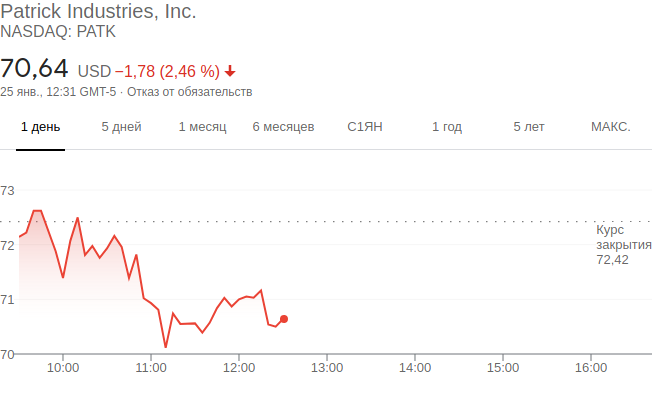 Patrick Industries, Inc.
NASDAQ: PATK
70,64 USD −1,78 (2,46 %)
25 янв., 12:31 GMT-5 · Отказ от обязательств
1 день 5 дней 1 месяц 6 месяцев С1ЯН 1 год 5 лет МАКС.
73
Курс
72 закрытия
72,42
71
70
10:00 11:00 12:00 13:00 14:00 15:00 16:00